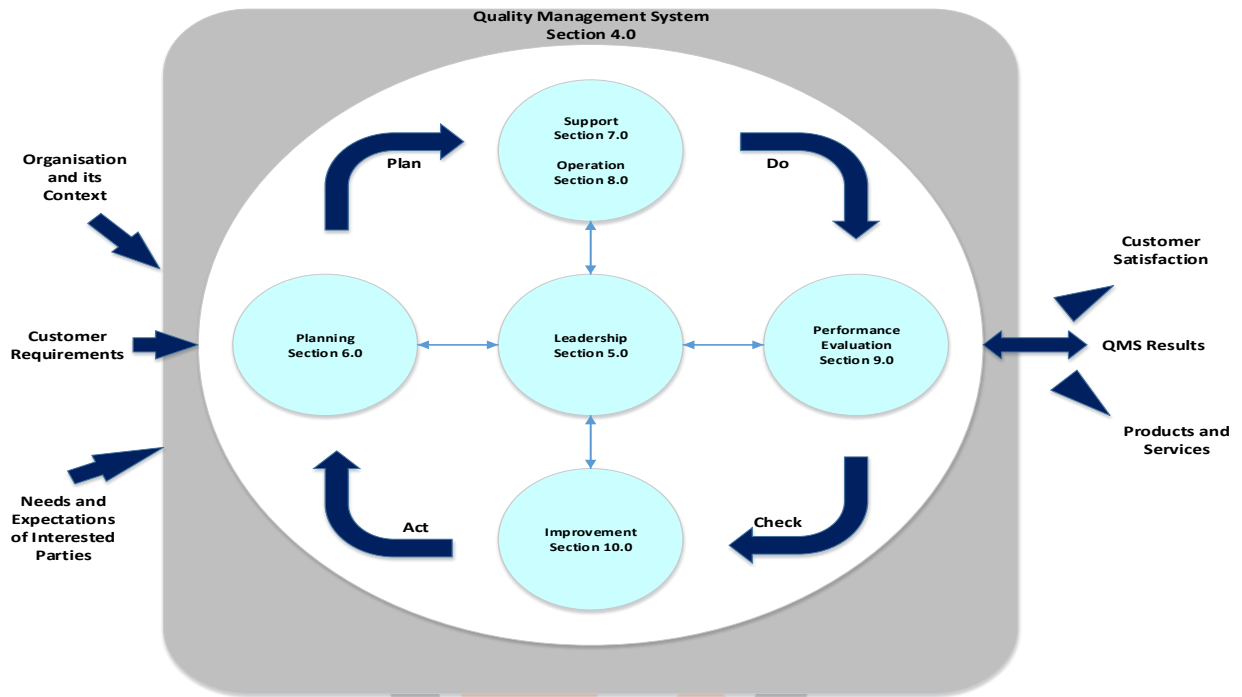 Quality Management System
Section 4.0
Support
Section 7.0
Operation
Section 8.0
Plan
Do
Organisation
and its
Context
Customer
Satisfaction
Customer
Requirements
Planning
Section 6.0
Leadership
Section 5.0
Performance
Evaluation
Section 9.0
QMS Results
Products and
Services
Needs and
Expectations
of Interested
Parties
Act
Improvement
Section 10.0
Check